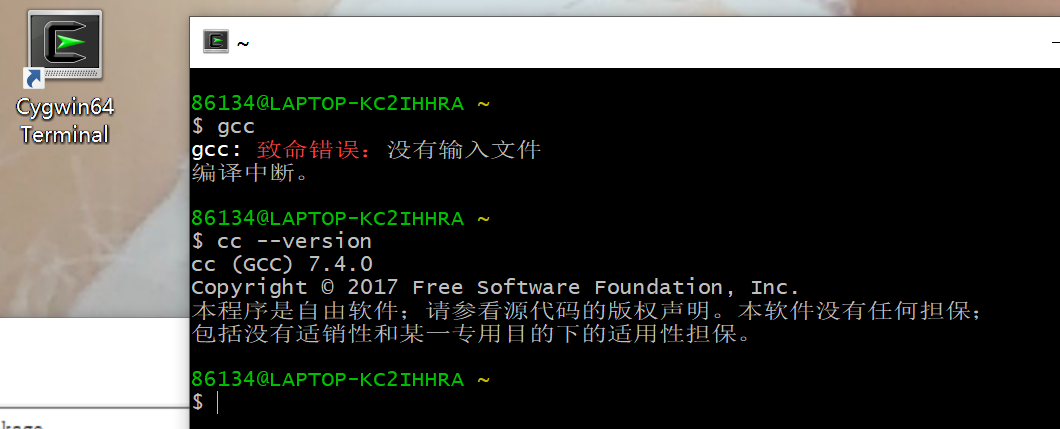 Cygwin64
Terminal
~
86134@LAPTOP-KC2IHHRA ~
$ gcc
gcc: 致命错误：没有输入文件
编译中断。
86134@LAPTOP-KC2IHHRA ~
$ cc --version
cc (GCC) 7.4.0
Copyright © 2017 Free Software Foundation, Inc.
本程序是自由软件；请参看源代码的版权声明。本软件没有任何担保；
包括没有适销性和某一专用目的下的适用性担保。
86134@LAPTOP-KC2IHHRA ~
$